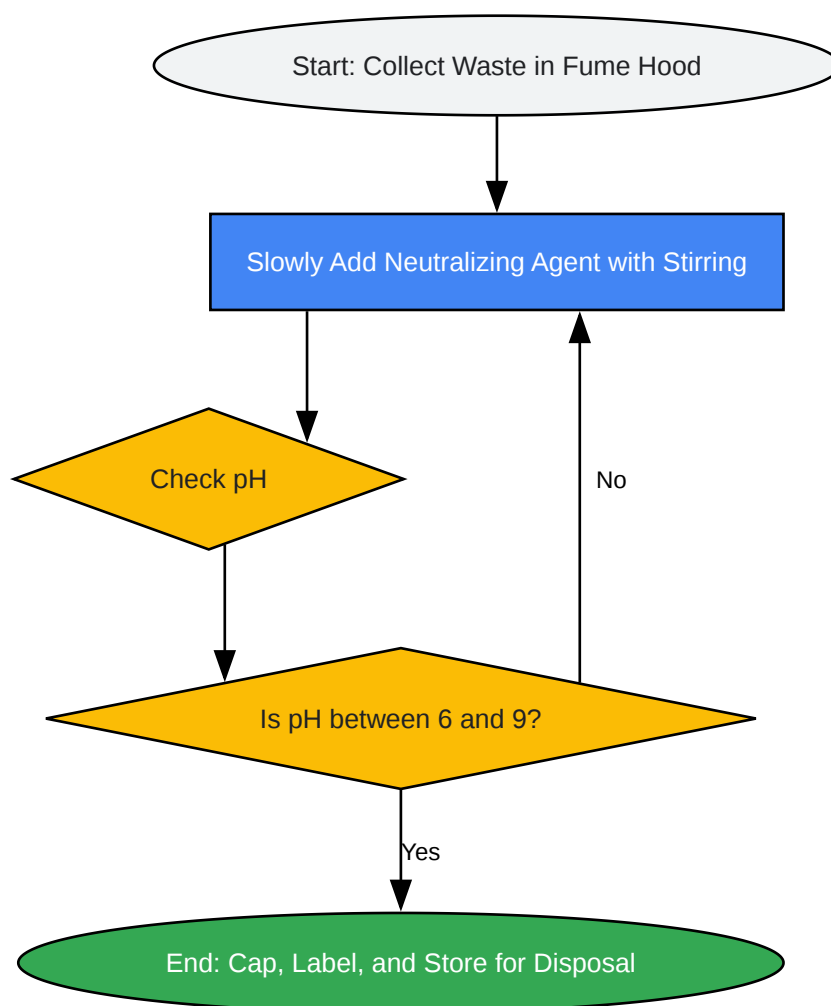 Start: Collect Waste in Fume Hood
Slowly Add Neutralizing Agent with Stirring
Check pH
No
Is pH between 6 and 9?
Yes
End: Cap, Label, and Store for Disposal